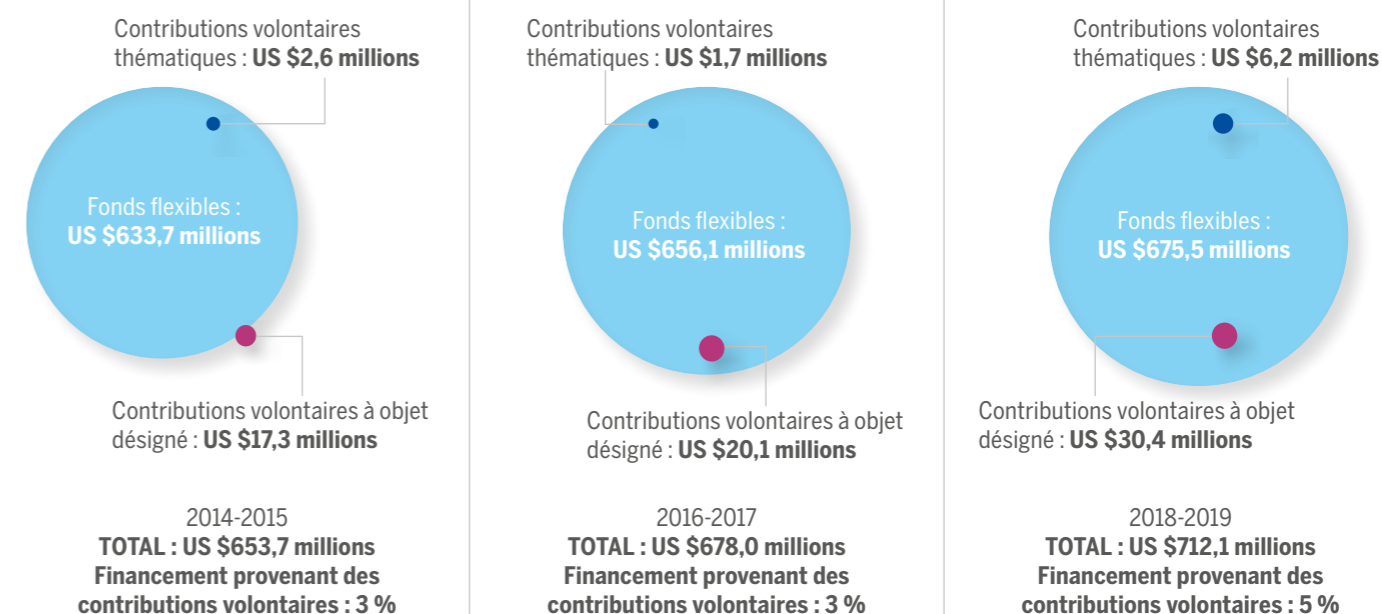 Contributions volontaires
thématiques : US $2,6 millions
Fonds flexibles :
US $633,7 millions
Contributions volontaires à objet
désigné : US $17,3 millions
2014-2015
TOTAL : US $653,7 millions
Financement provenant des
contributions volontaires : 3 %
Contributions volontaires
thématiques : US $1,7 millions
Fonds flexibles :
US $656,1 millions
Contributions volontaires à objet
désigné : US $20,1 millions
2016-2017
TOTAL : US $678,0 millions
Financement provenant des
contributions volontaires : 3 %
Contributions volontaires
thématiques : US $6,2 millions
Fonds flexibles :
US $675,5 millions
Contributions volontaires à objet
désigné : US $30,4 millions
2018-2019
TOTAL : US $712,1 millions
Financement provenant des
contributions volontaires : 5 %